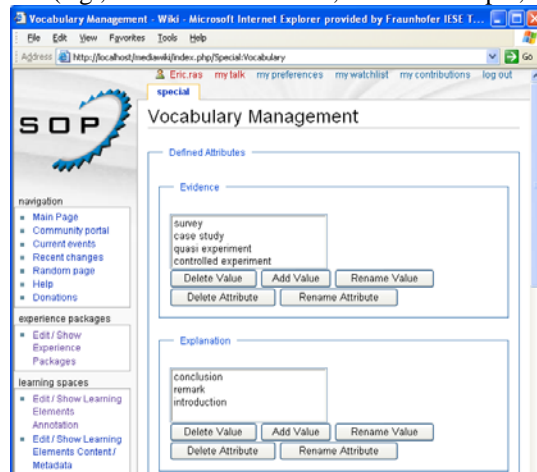 Vocabulary Management - Wiki - Microsoft Internet Explorer provided by Fraunhofer IESE T...
File Edit View Favorites Tools Help
Address http://localhost/mediawiki/index.php/Special:Vocabulary Go
Eric.ras my talk my preferences my watchlist my contributions log out
special
SOP
Vocabulary Management
Defined Attributes
Evidence
survey
case study
quasi experiment
controlled experiment
Delete Value Add Value Rename Value
Delete Attribute Rename Attribute
navigation
Main Page
Community portal
Current events
Recent changes
Random page
Help
Donations
experience packages
Edit / Show
Experience
Packages
Explanation
conclusion
remark
introduction
Delete Value Add Value Rename Value
Delete Attribute Rename Attribute
learning spaces
Edit / Show Learning
Elements
Annotation
Edit / Show Learning
Elements Content /
Metadata